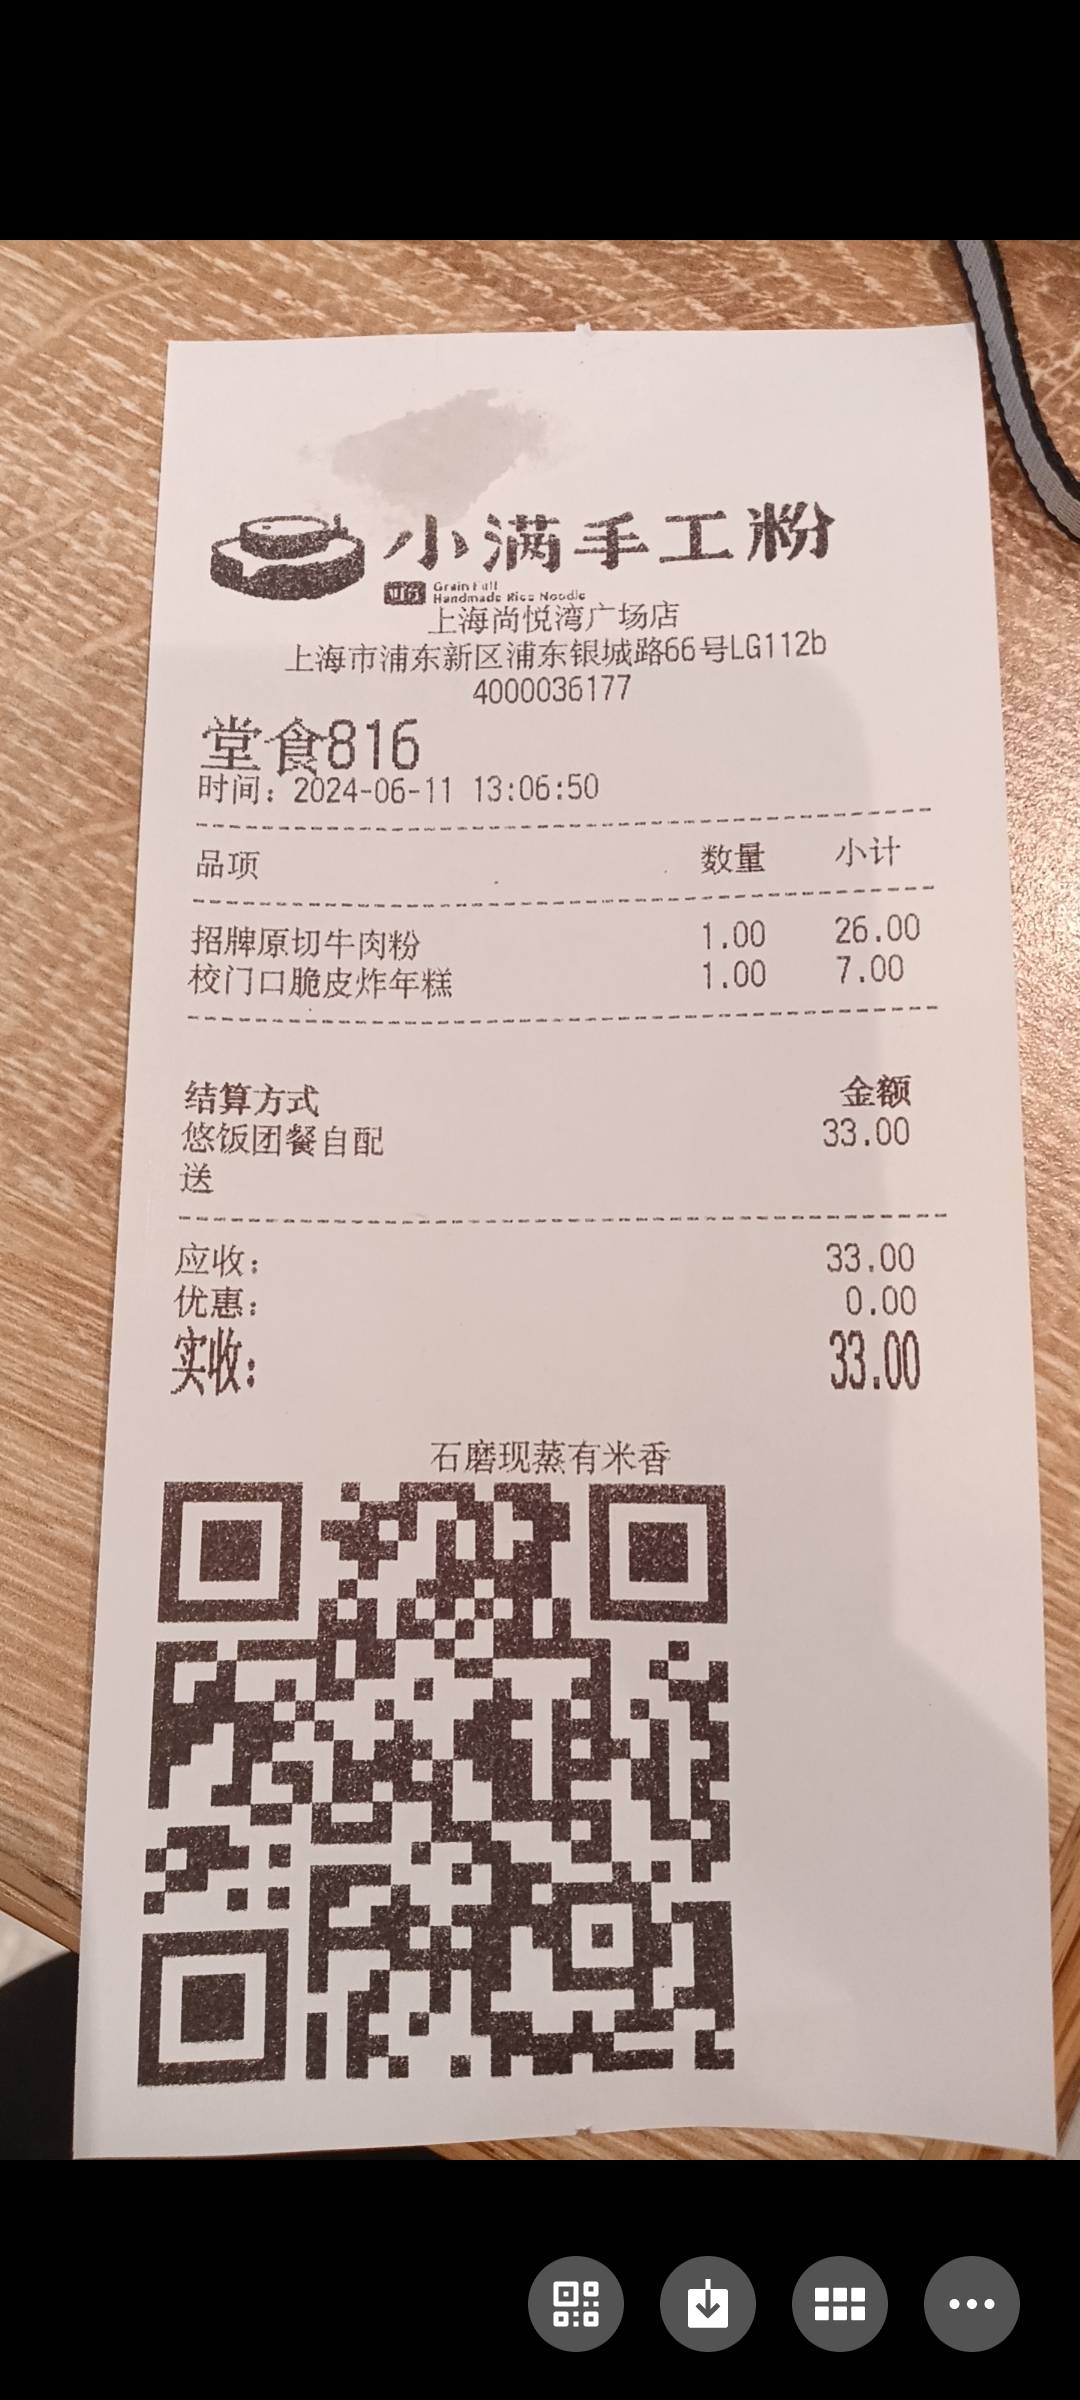 小满手工粉
Grain Full
Handmade Rice Noodle
上海尚悦湾广场店
上海市浦东新区浦东银城路66号LG112b
4000036177
堂食816
时间：2024-06-11 13:06:50
品项 数量 小计
招牌原切牛肉粉 1.00 26.00
校门口脆皮炸年糕 1.00 7.00
结算方式 金额
悠饭团餐自配 33.00
送
应收： 33.00
优惠： 0.00
实收： 33.00
石磨现蒸有米香